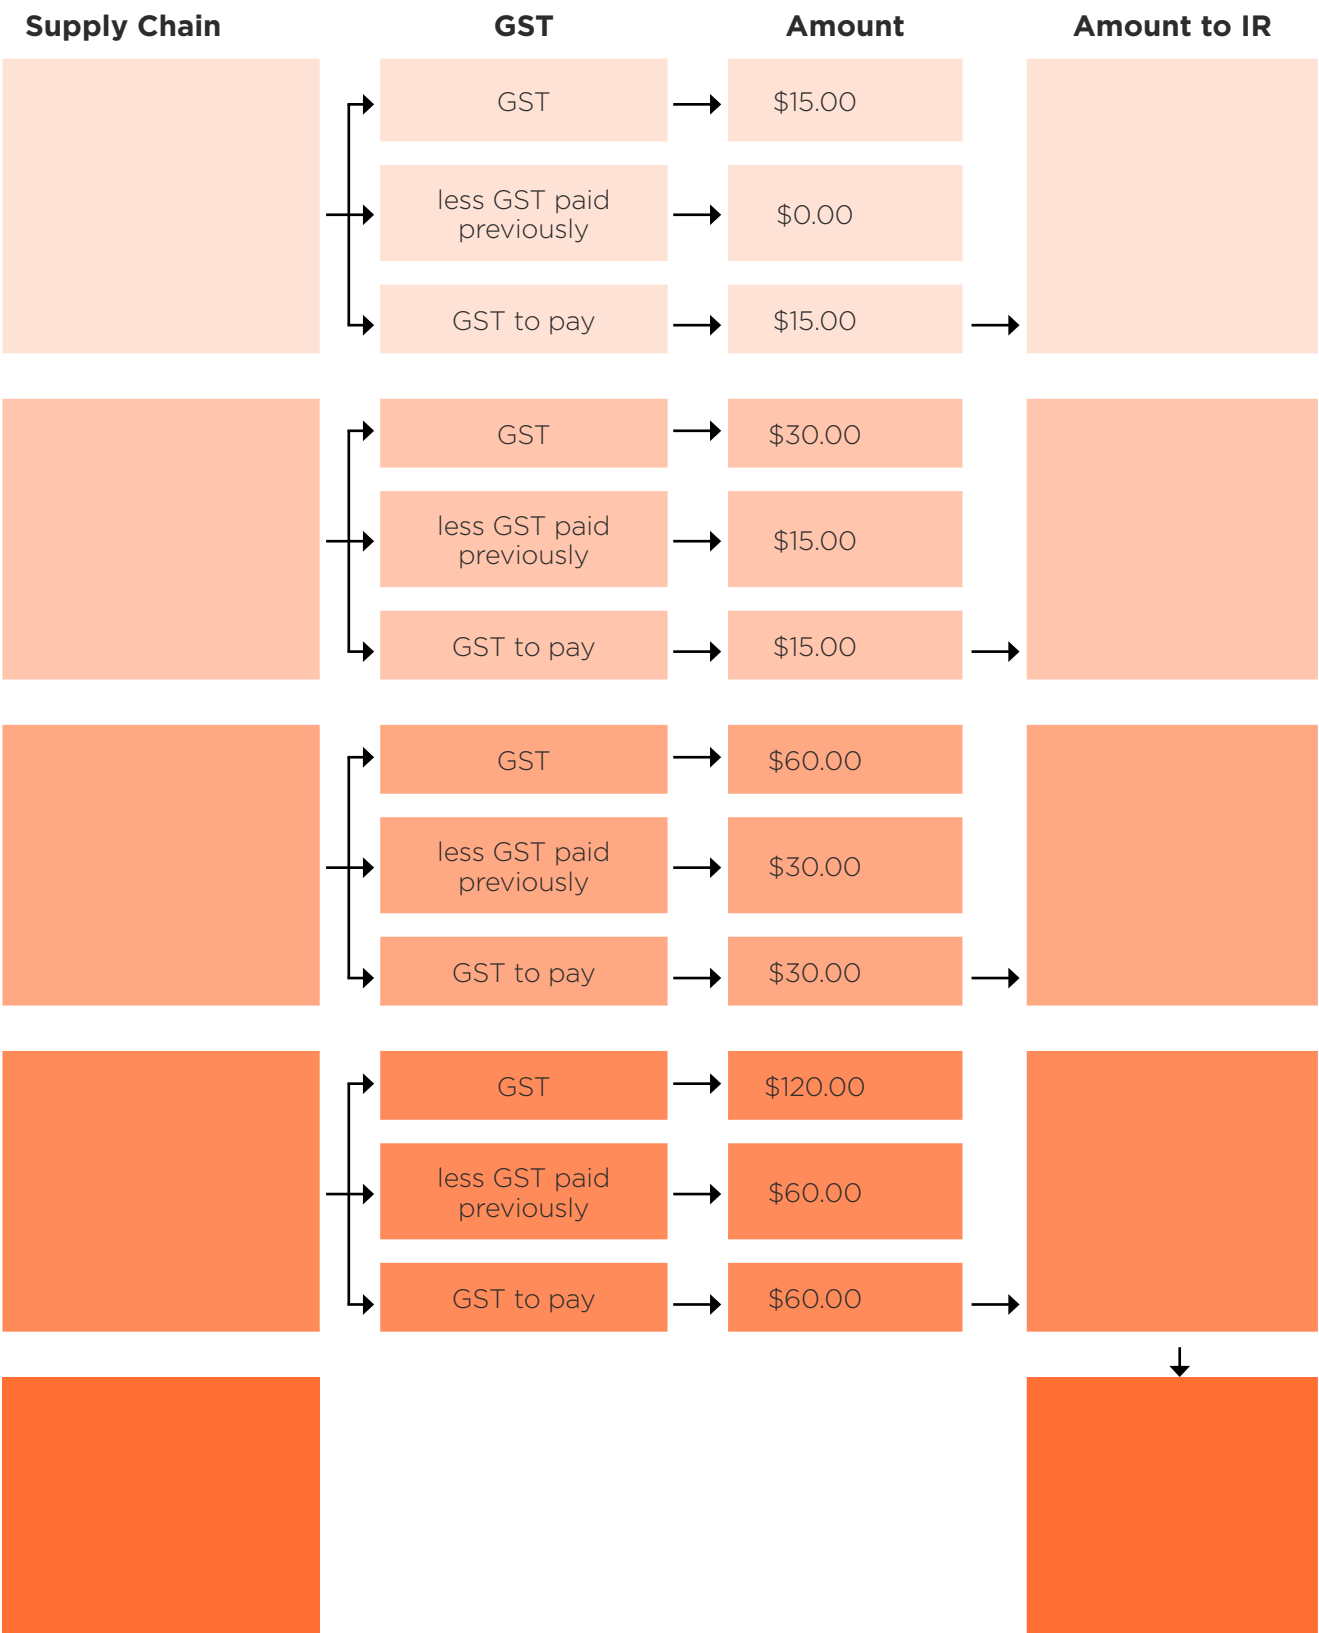 Supply Chain
GST
Amount
Amount to IR
GST
$15.00
less GST paid
previously
$0.00
GST to pay
$15.00
GST
$30.00
less GST paid
previously
$15.00
GST to pay
$15.00
GST
$60.00
less GST paid
previously
$30.00
GST to pay
$30.00
GST
$120.00
less GST paid
previously
$60.00
GST to pay
$60.00